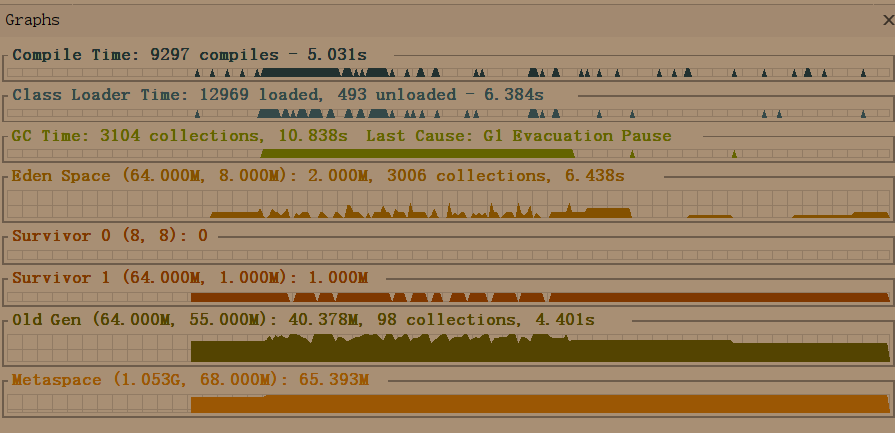 Graphs
Compile Time: 9297 compiles - 5.031s
Class Loader Time: 12969 loaded, 493 unloaded - 6.384s
GC Time: 3104 collections, 10.838s Last Cause: G1 Evacuation Pause
Eden Space (64.000M, 8.000M): 2.000M, 3006 collections, 6.438s
Survivor 0 (8, 8): 0
Survivor 1 (64.000M, 1.000M): 1.000M
Old Gen (64.000M, 55.000M): 40.378M, 98 collections, 4.401s
Metaspace (1.053G, 68.000M): 65.393M